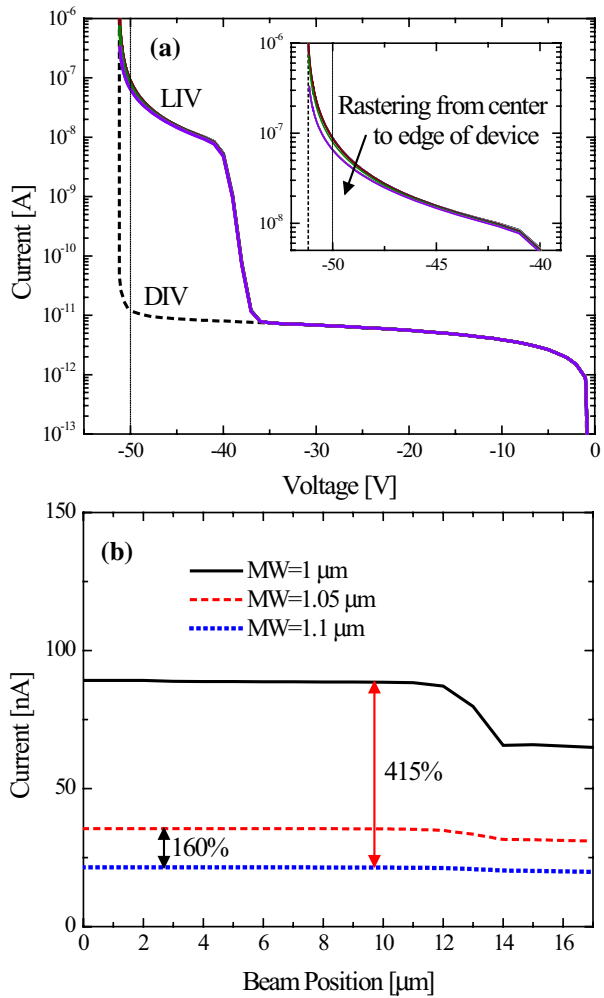 (a)
LIV
DIV
Rastering from center
to edge of device
10⁻⁶
10⁻⁷
10⁻⁸
-50
-45
-40
10⁻⁶
10⁻⁷
10⁻⁸
10⁻⁹
10⁻¹⁰
10⁻¹¹
10⁻¹²
10⁻¹³
Current [A]
-50
-40
-30
-20
-10
0
Voltage [V]
(b)
MW=1 μm
MW=1.05 μm
MW=1.1 μm
415%
160%
150
100
50
0
Current [nA]
0
2
4
6
8
10
12
14
16
Beam Position [μm]